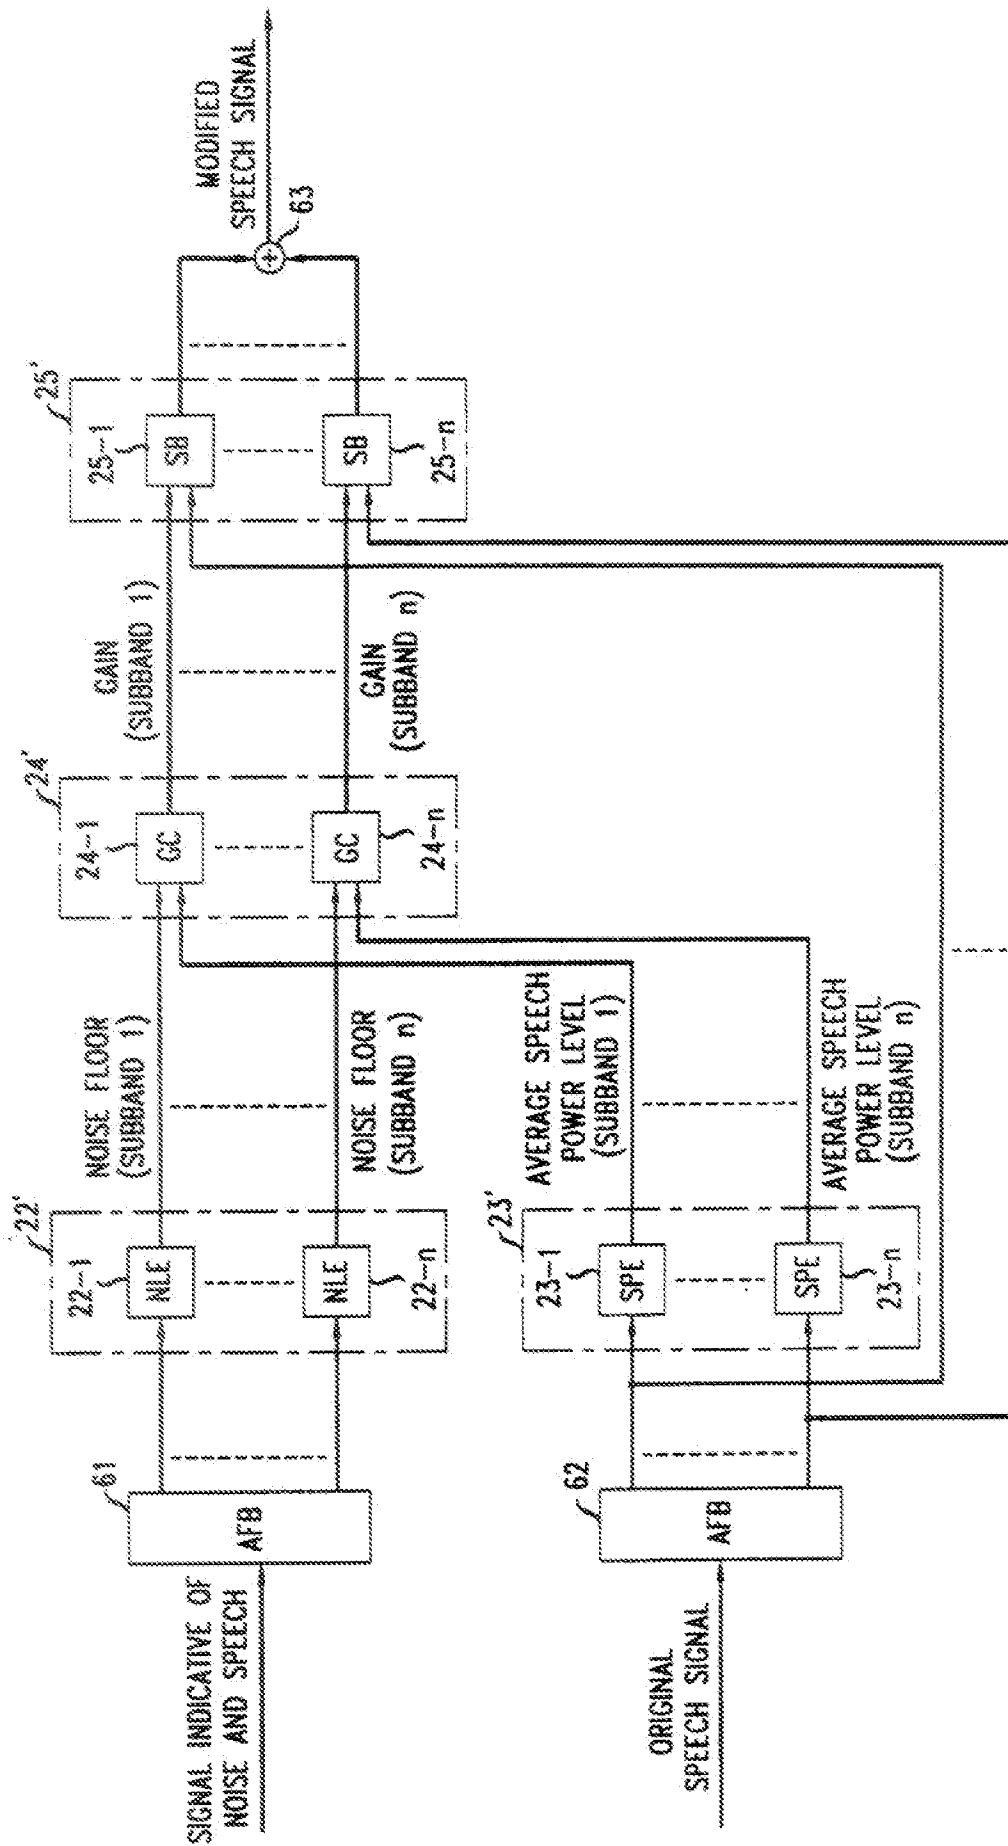 SIGNAL INDICATIVE OF
NOISE AND SPEECH
61
AFB
22'
22-1
NLE
NLE
22-n
NOISE FLOOR
(SUBBAND 1)
NOISE FLOOR
(SUBBAND n)
24'
24-1
GC
GC
24-n
GAIN
(SUBBAND 1)
GAIN
(SUBBAND n)
25'
25-1
SB
SB
25-n
63
+
MODIFIED
SPEECH SIGNAL
ORIGINAL
SPEECH SIGNAL
62
AFB
23'
23-1
SPE
SPE
23-n
AVERAGE SPEECH
POWER LEVEL
(SUBBAND 1)
AVERAGE SPEECH
POWER LEVEL
(SUBBAND n)